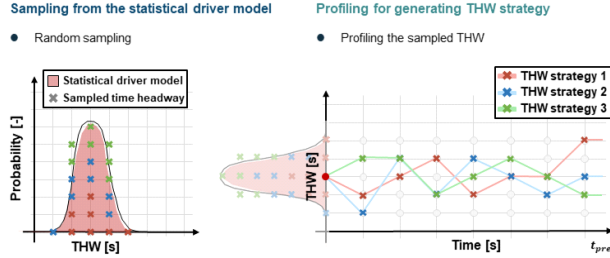 Sampling from the statistical driver model
● Random sampling
Statistical driver model
Sampled time headway
Probability [-]
THW [s]
Profiling for generating THW strategy
● Profiling the sampled THW
THW strategy 1
THW strategy 2
THW strategy 3
THW [s]
Time [s]
t_pre